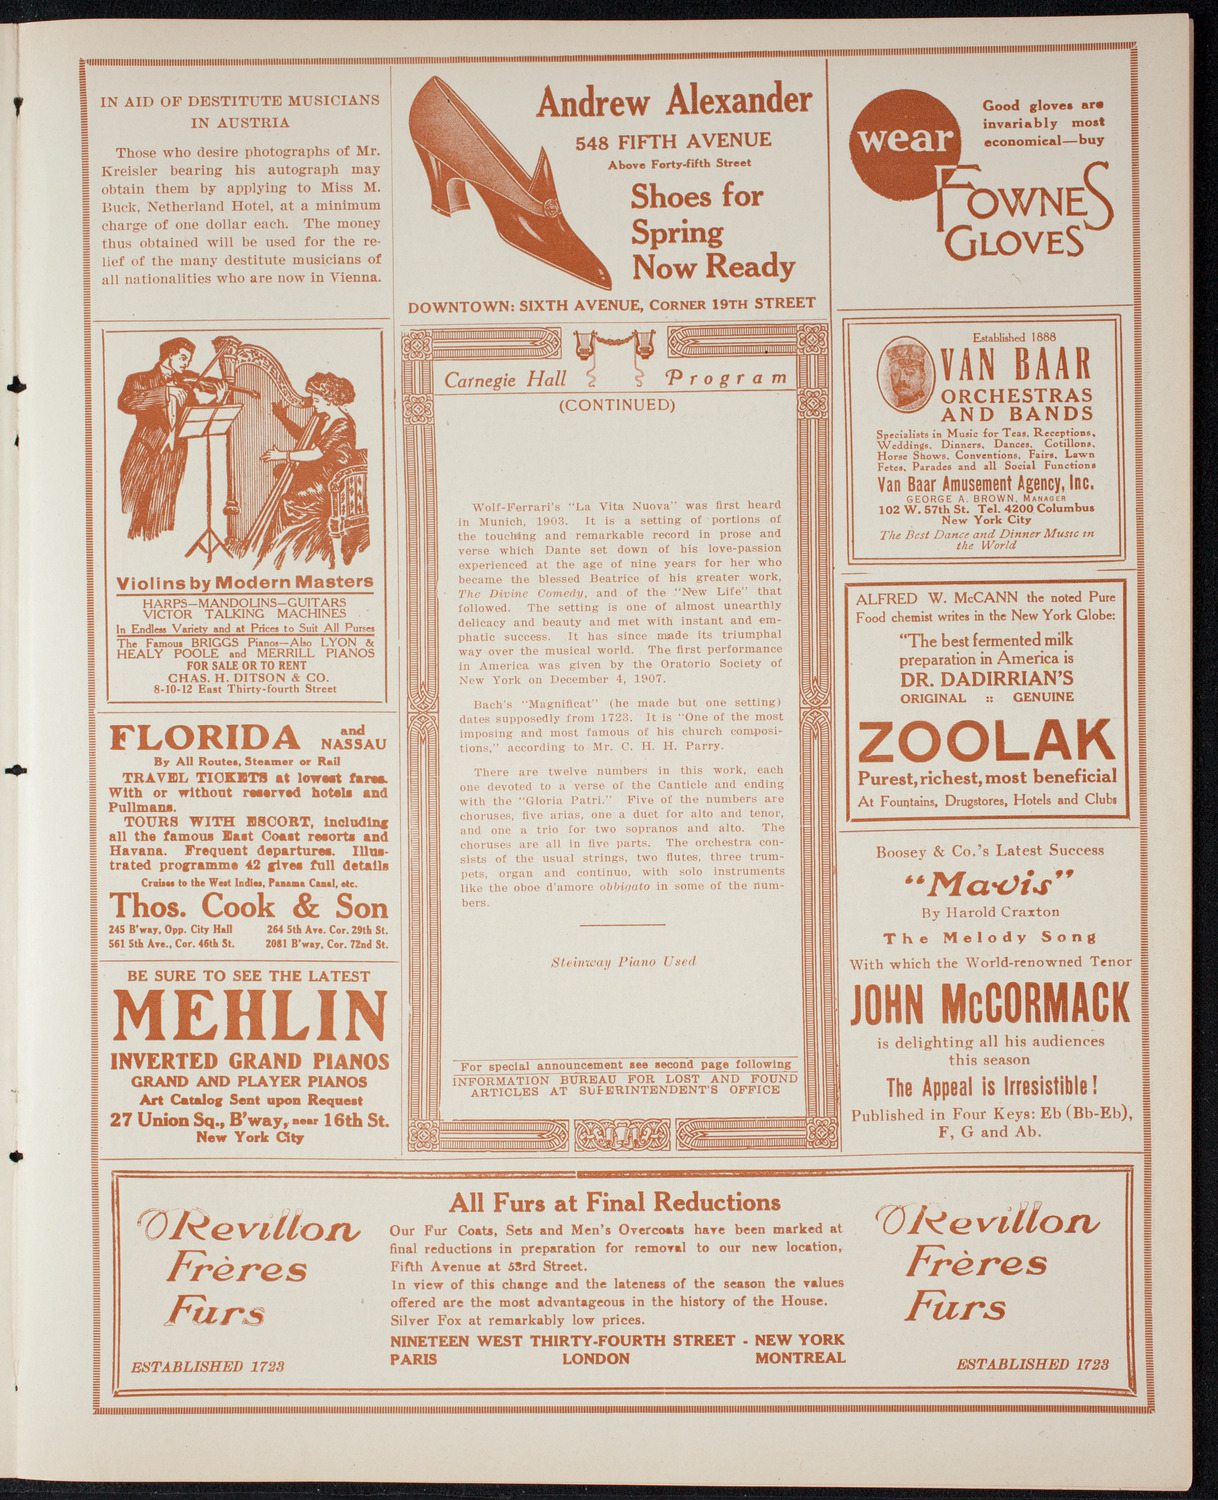 IN AID OF DESTITUTE MUSICIANS
IN AUSTRIA
Those who desire photographs of Mr.
Kreisler bearing his autograph may
obtain them by applying to Miss M.
Buck, Netherland Hotel, at a minimum
charge of one dollar each. The money
thus obtained will be used for the re-
lief of the many destitute musicians of
all nationalities who are now in Vienna.
Andrew Alexander
548 FIFTH AVENUE
Above Forty-fifth Street
Shoes for
Spring
Now Ready
DOWNTOWN: SIXTH AVENUE, CORNER 19TH STREET
wear
Good gloves are
invariably most
economical—buy
FOWNES
GLOVES
Violins by Modern Masters
HARPS—MANDOLINS—GUITARS
VICTOR TALKING MACHINES
In Endless Variety and at Prices to Suit All Purses
The Famous BRIGGS Pianos—Also LYON &
HEALY POOLE and MERRILL PIANOS
FOR SALE OR TO RENT
CHAS. H. DITSON & CO.
8-10-12 East Thirty-fourth Street
FLORIDA and
NASSAU
By All Routes, Steamer or Rail
TRAVEL TICKETS at lowest fares.
With or without reserved hotels and
Pullmans.
TOURS WITH ESCORT, including
all the famous East Coast resorts and
Havana. Frequent departures. Illus-
trated programme 42 gives full details
Cruises to the West Indies, Panama Canal, etc.
Thos. Cook & Son
245 B'way, Opp. City Hall 264 5th Ave. Cor. 29th St.
561 5th Ave., Cor. 46th St. 2081 B'way, Cor. 72nd St.
BE SURE TO SEE THE LATEST
MEHLIN
INVERTED GRAND PIANOS
GRAND AND PLAYER PIANOS
Art Catalog Sent upon Request
27 Union Sq., B'way, near 16th St.
New York City
Carnegie Hall Program
(CONTINUED)
Wolf-Ferrari's "La Vita Nuova" was first heard
in Munich, 1903. It is a setting of portions of
the touching and remarkable record in prose and
verse which Dante set down of his love-passion
experienced at the age of nine years for her who
became the blessed Beatrice of his greater work,
The Divine Comedy, and of the "New Life" that
followed. The setting is one of almost unearthly
delicacy and beauty and met with instant and em-
phatic success. It has since made its triumphal
way over the musical world. The first performance
in America was given by the Oratorio Society of
New York on December 4, 1907.
Bach's "Magnificat" (he made but one setting)
dates supposedly from 1723. It is "One of the most
imposing and most famous of his church composi-
tions," according to Mr. C. H. H. Parry.
There are twelve numbers in this work, each
one devoted to a verse of the Canticle and ending
with the "Gloria Patri." Five of the numbers are
choruses, five arias, one a duet for alto and tenor,
and one a trio for two sopranos and alto. The
choruses are all in five parts. The orchestra con-
sists of the usual strings, two flutes, three trum-
pets, organ and continuo, with solo instruments
like the oboe d'amore obbigato in some of the num-
bers.
Steinway Piano Used
For special announcement see second page following
INFORMATION BUREAU FOR LOST AND FOUND
ARTICLES AT SUPERINTENDENT'S OFFICE
Established 1888
VAN BAAR
ORCHESTRAS
AND BANDS
Specialists in Music for Teas, Receptions,
Weddings, Dinners, Dances, Cotillons,
Horse Shows, Conventions, Fairs, Lawn
Fetes, Parades and all Social Functions
Van Baar Amusement Agency, Inc.
GEORGE A. BROWN, MANAGER
102 W. 57th St. Tel. 4200 Columbus
New York City
The Best Dance and Dinner Music in
the World
ALFRED W. McCANN the noted Pure
Food chemist writes in the New York Globe:
"The best fermented milk
preparation in America is
DR. DADIRRIAN'S
ORIGINAL :: GENUINE
ZOOLAK
Purest, richest, most beneficial
At Fountains, Drugstores, Hotels and Clubs
Boosey & Co.'s Latest Success
"Mavis"
By Harold Craxton
The Melody Song
With which the World-renowned Tenor
JOHN McCORMACK
is delighting all his audiences
this season
The Appeal is Irresistible!
Published in Four Keys: Eb (Bb-Eb),
F, G and Ab.
Revillon
Frères
Furs
ESTABLISHED 1723
All Furs at Final Reductions
Our Fur Coats, Sets and Men's Overcoats have been marked at
final reductions in preparation for removal to our new location,
Fifth Avenue at 53rd Street.
In view of this change and the lateness of the season the values
offered are the most advantageous in the history of the House.
Silver Fox at remarkably low prices.
NINETEEN WEST THIRTY-FOURTH STREET - NEW YORK
PARIS LONDON MONTREAL
Revillon
Frères
Furs
ESTABLISHED 1723